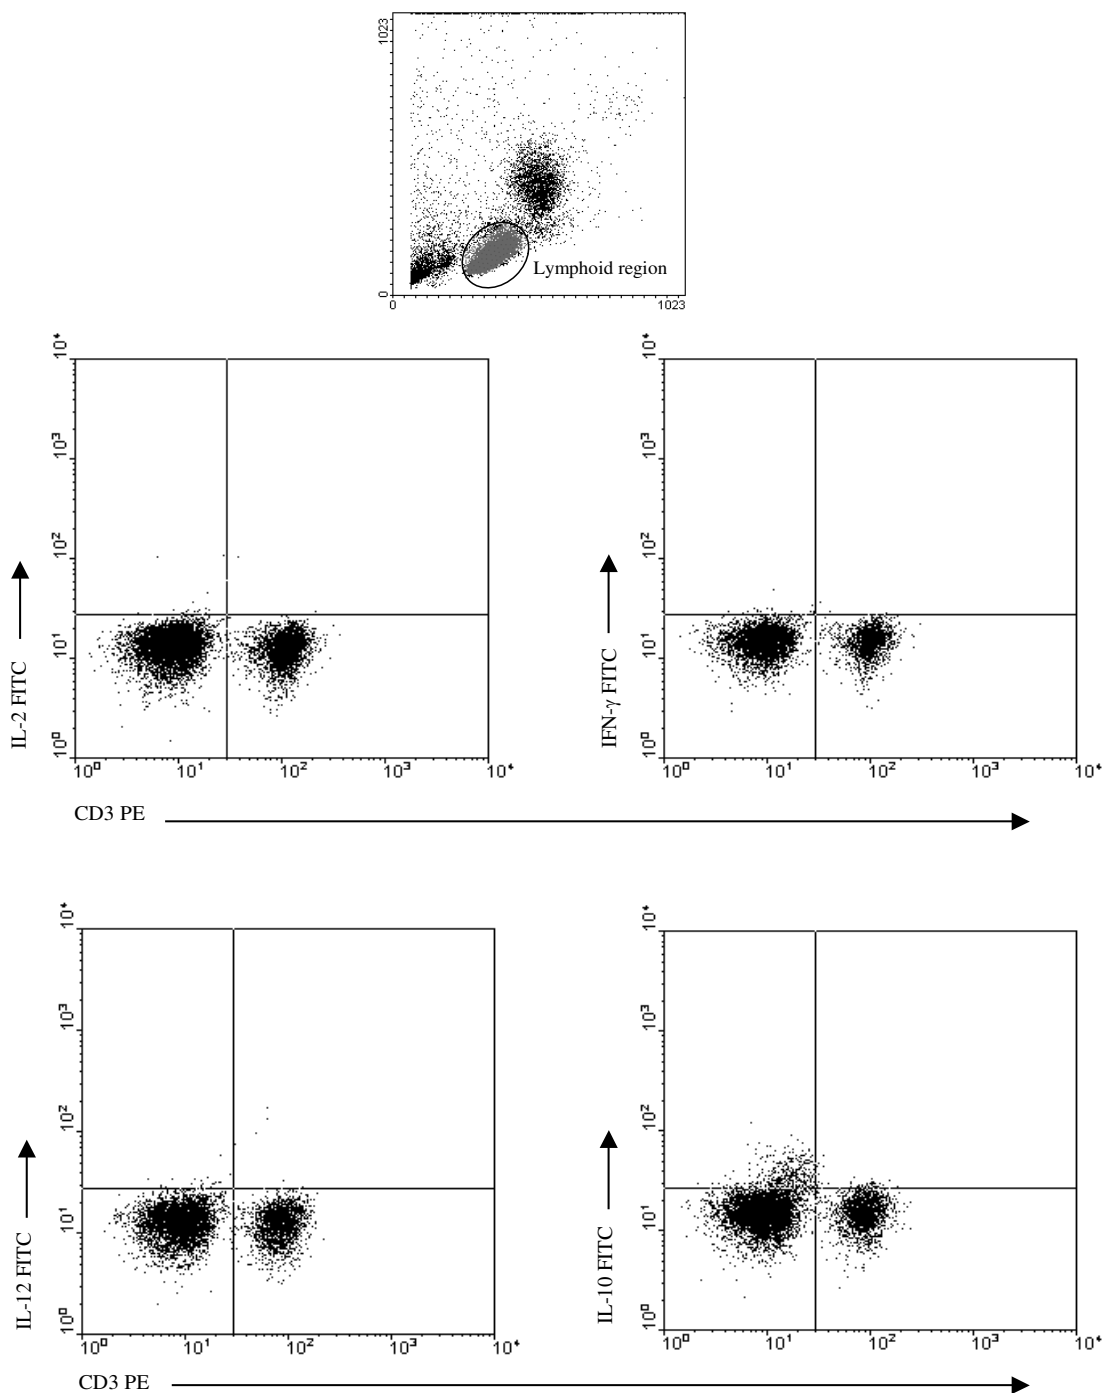 1023
Lymphoid region
0
0 1023
10⁴ 10⁴
10³ 10³
10² 10²
10¹ 10¹
10⁰ 10⁰
IL-2 FITC IFN-γ FITC
10⁰ 10¹ 10² 10³ 10⁴ 10⁰ 10¹ 10² 10³ 10⁴
CD3 PE
10⁴ 10⁴
10³ 10³
10² 10²
10¹ 10¹
10⁰ 10⁰
IL-12 FITC IL-10 FITC
10⁰ 10¹ 10² 10³ 10⁴ 10⁰ 10¹ 10² 10³ 10⁴
CD3 PE